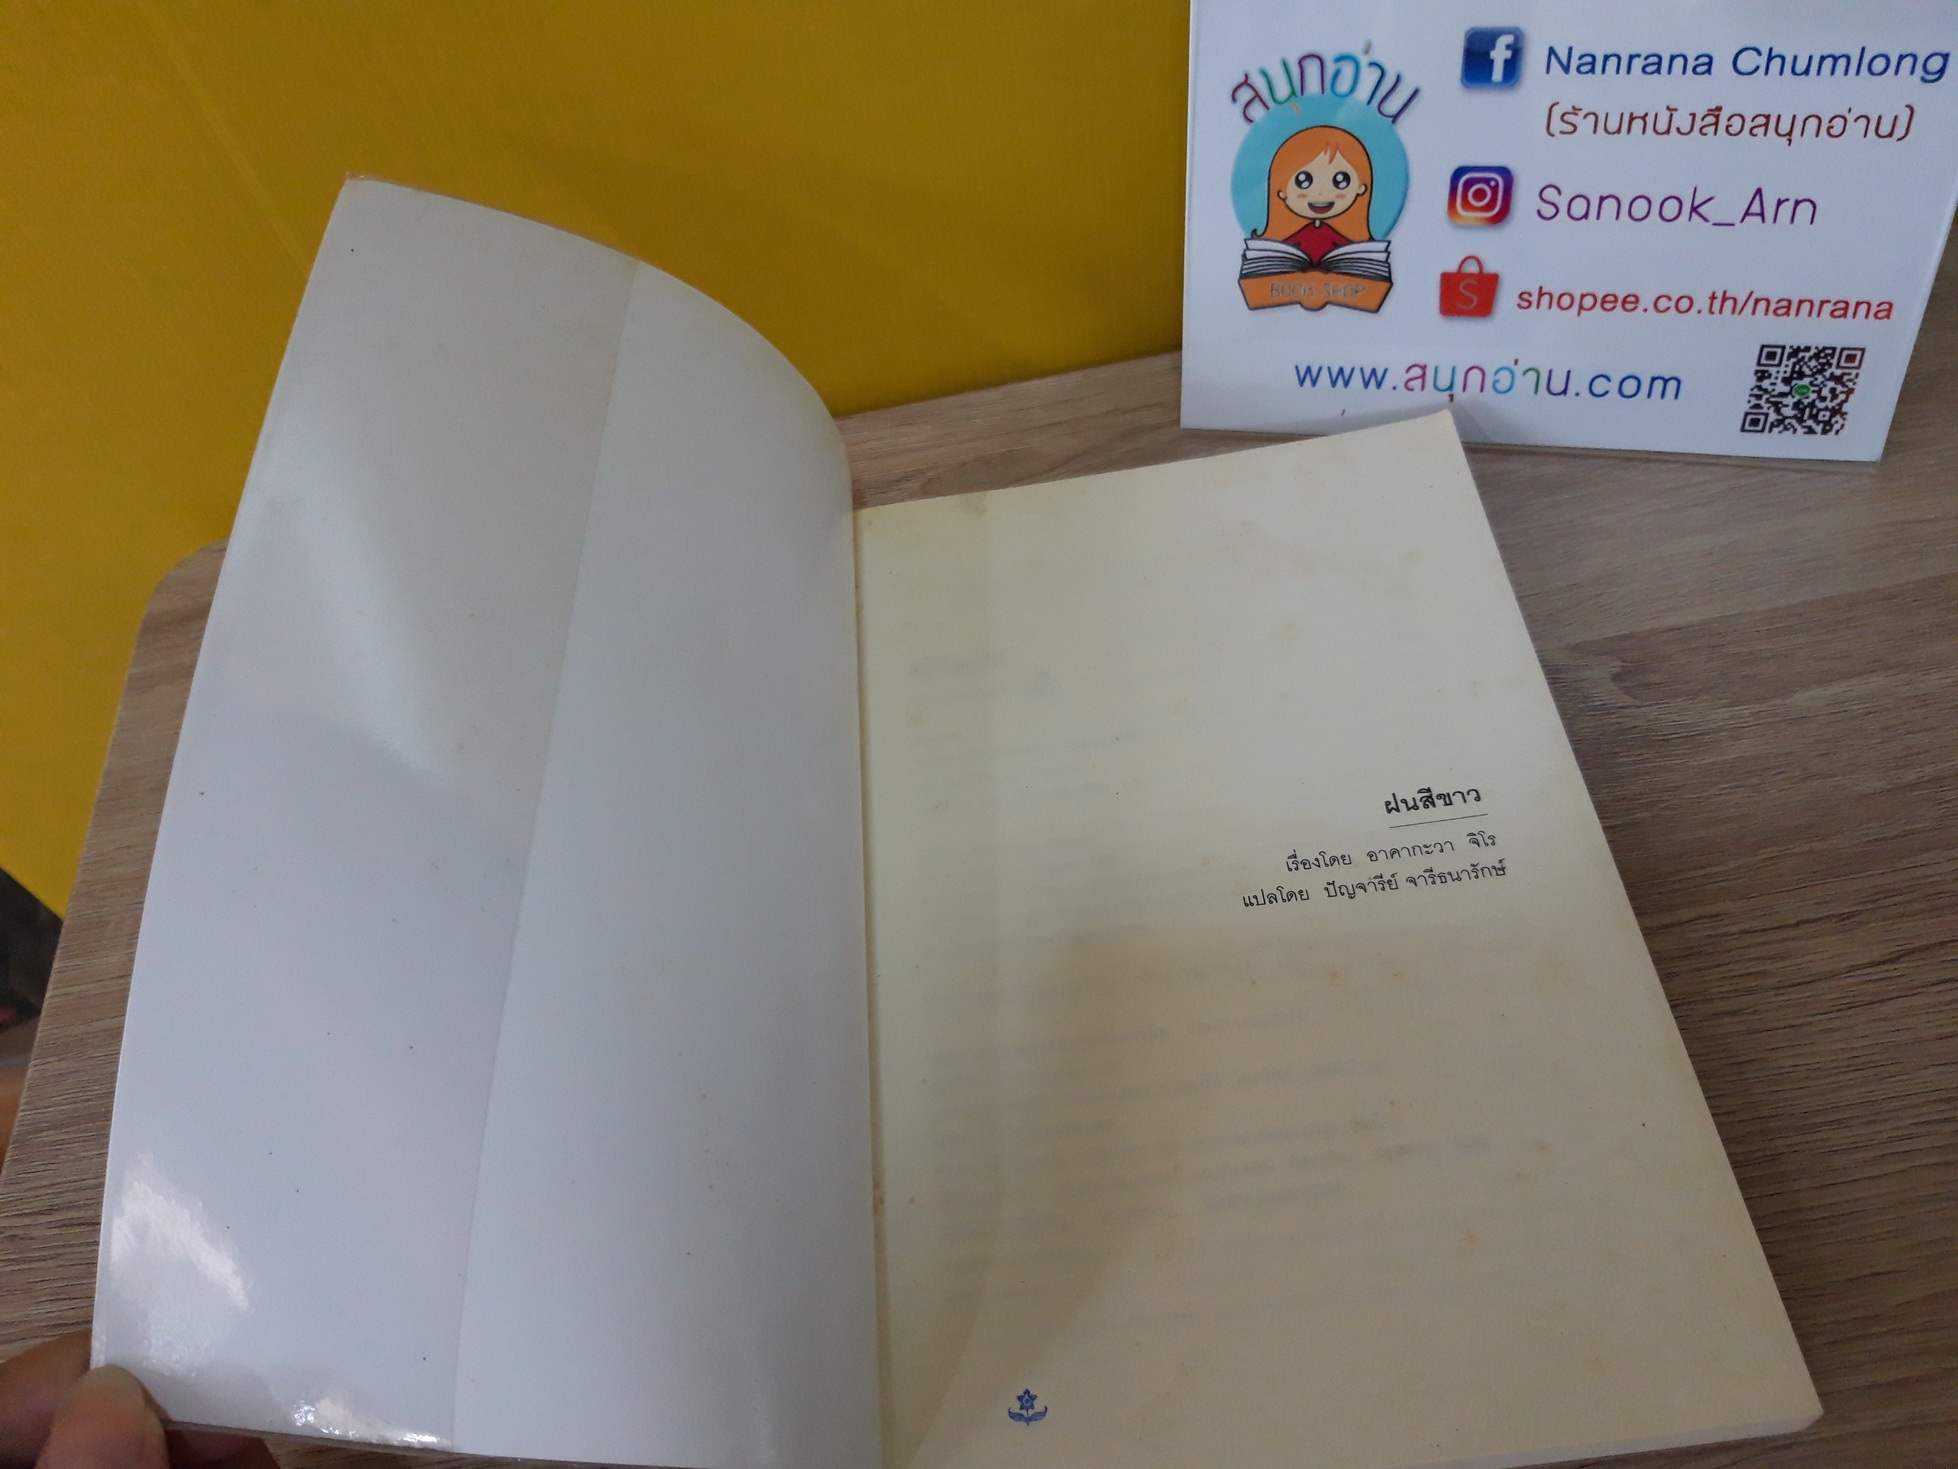 สนุกอ่าน
BOOK SHOP
Nanrana Chumlong
(ร้านหนังสือสนุกอ่าน)
Sanook_Arn
shopee.co.th/nanrana
www.สนุกอ่าน.com
ฝนสีขาว
เรื่องโดย อาคากะวา จิโร
แปลโดย ปัญจารีย์ จารีธนารักษ์